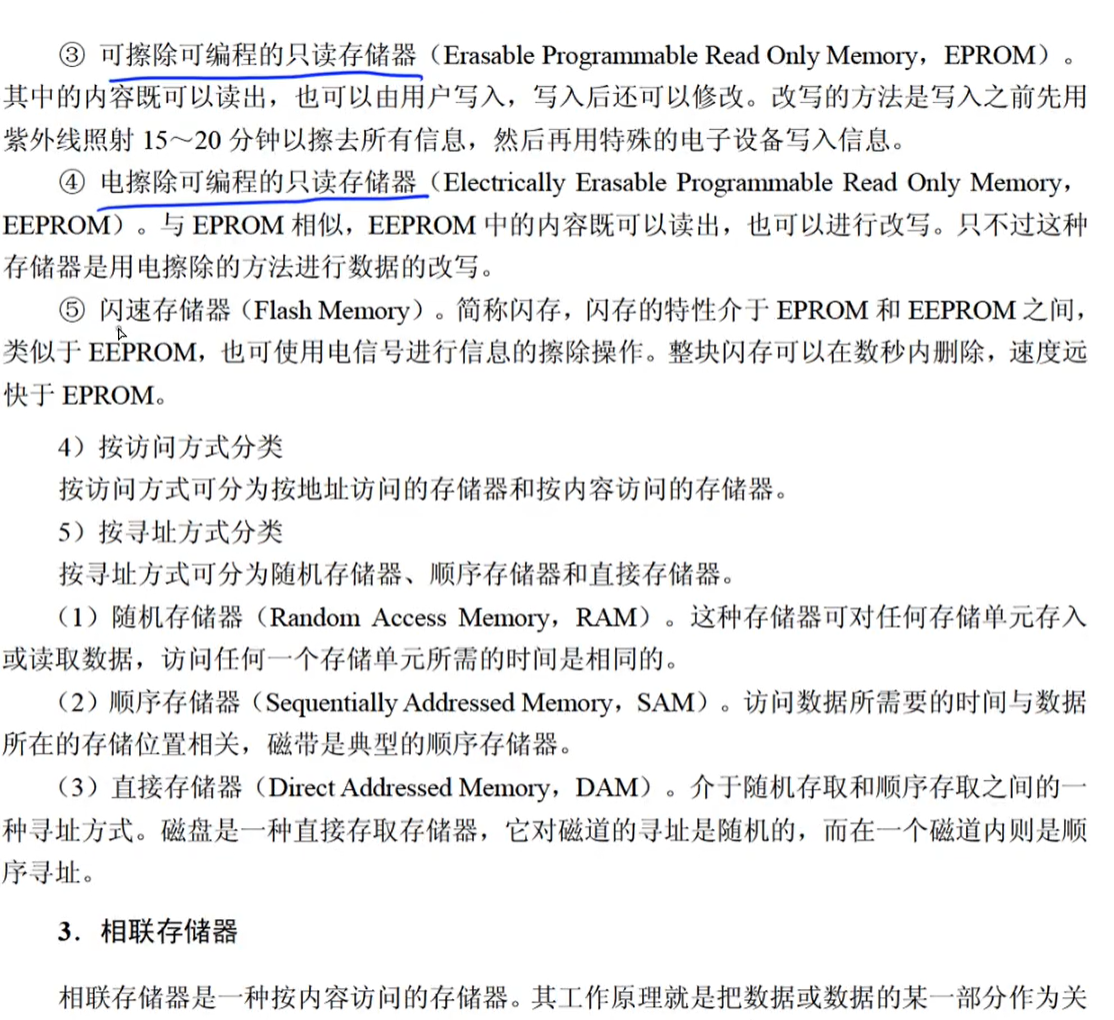 ③ 可擦除可编程的只读存储器（Erasable Programmable Read Only Memory，EPROM）。
其中的内容既可以读出，也可以由用户写入，写入后还可以修改。改写的方法是写入之前先用
紫外线照射 15～20 分钟以擦去所有信息，然后再用特殊的电子设备写入信息。
④ 电擦除可编程的只读存储器（Electrically Erasable Programmable Read Only Memory，
EEPROM）。与 EPROM 相似，EEPROM 中的内容既可以读出，也可以进行改写。只不过这种
存储器是用电擦除的方法进行数据的改写。
⑤ 闪速存储器（Flash Memory）。简称闪存，闪存的特性介于 EPROM 和 EEPROM 之间，
类似于 EEPROM，也可使用电信号进行信息的擦除操作。整块闪存可以在数秒内删除，速度远
快于 EPROM。
4）按访问方式分类
按访问方式可分为按地址访问的存储器和按内容访问的存储器。
5）按寻址方式分类
按寻址方式可分为随机存储器、顺序存储器和直接存储器。
（1）随机存储器（Random Access Memory，RAM）。这种存储器可对任何存储单元存入
或读取数据，访问任何一个存储单元所需的时间是相同的。
（2）顺序存储器（Sequentially Addressed Memory，SAM）。访问数据所需要的时间与数据
所在的存储位置相关，磁带是典型的顺序存储器。
（3）直接存储器（Direct Addressed Memory，DAM）。介于随机存取和顺序存取之间的一
种寻址方式。磁盘是一种直接存取存储器，它对磁道的寻址是随机的，而在一个磁道内则是顺
序寻址。
3．相联存储器
相联存储器是一种按内容访问的存储器。其工作原理就是把数据或数据的某一部分作为关